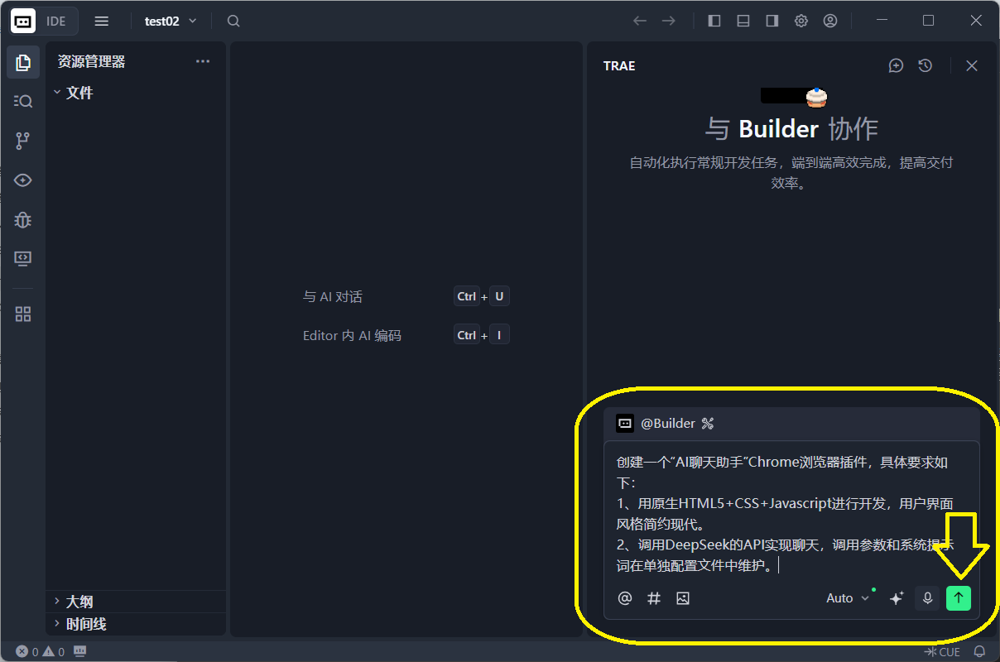 IDE
test02
资源管理器
文件
大纲
时间线
与 AI 对话
Ctrl + U
Editor 内 AI 编码
Ctrl + I
TRAE
与 Builder 协作
自动化执行常规开发任务，端到端高效完成，提高交付
效率。
@Builder
创建一个“AI聊天助手”Chrome浏览器插件，具体要求如
下：
1、用原生HTML5+CSS+Javascript进行开发，用户界面
风格简约现代。
2、调用DeepSeek的API实现聊天，调用参数和系统提示
词在单独配置文件中维护。
Auto
0 0
CUE